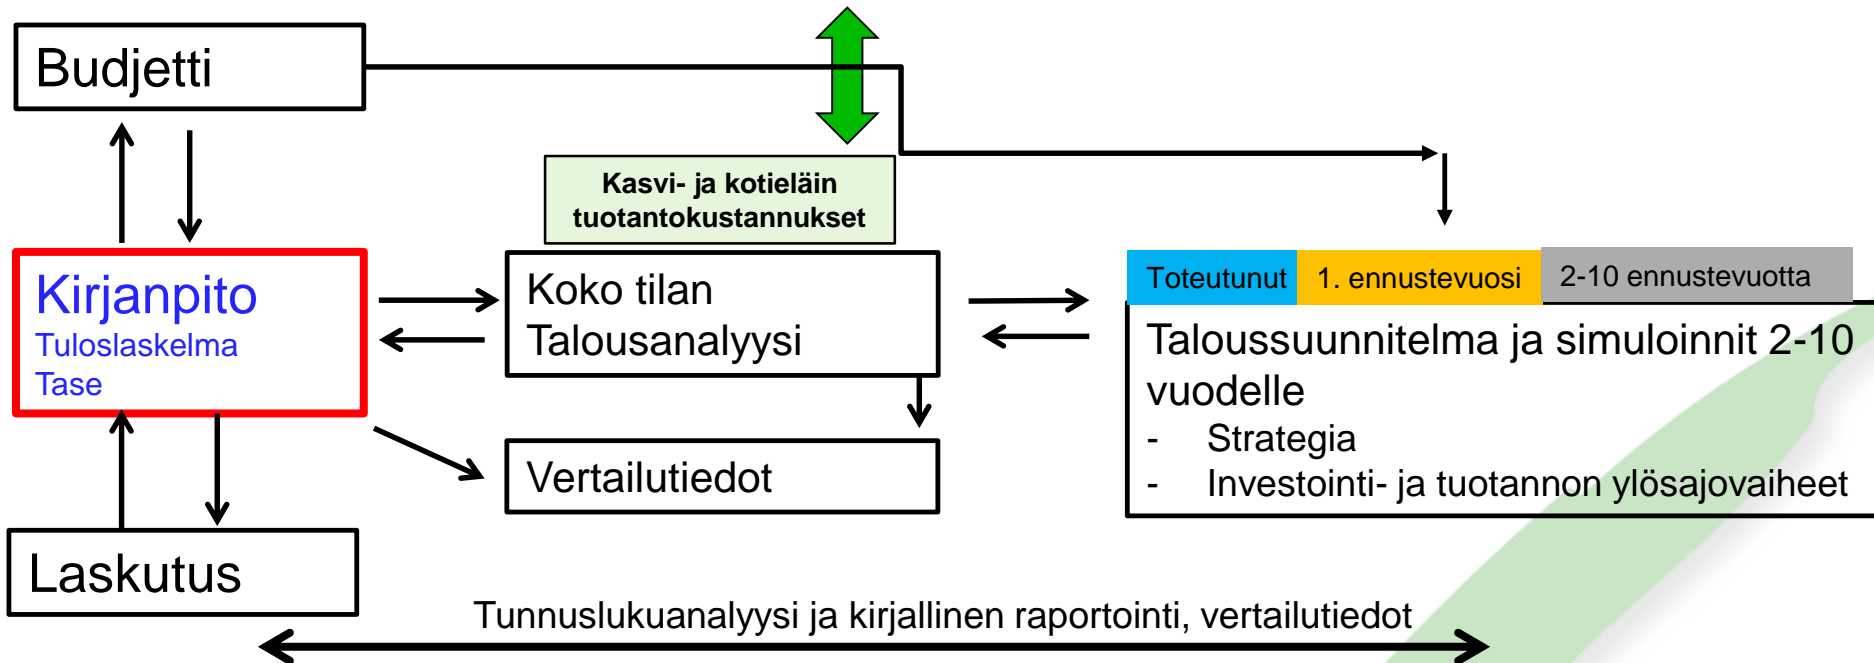 Budjetti
Kasvi- ja kotieläin
tuotantokustannukset
Kirjanpito
Tuloslaskelma
Tase
Koko tilan
Talousanalyysi
Toteutunut
1. ennustevuosi
2-10 ennustevuotta
Taloussuunnitelma ja simuloinnit 2-10
vuodelle
- Strategia
- Investointi- ja tuotannon ylösajovaiheet
Vertailutiedot
Laskutus
Tunnuslukuanalyysi ja kirjallinen raportointi, vertailutiedot